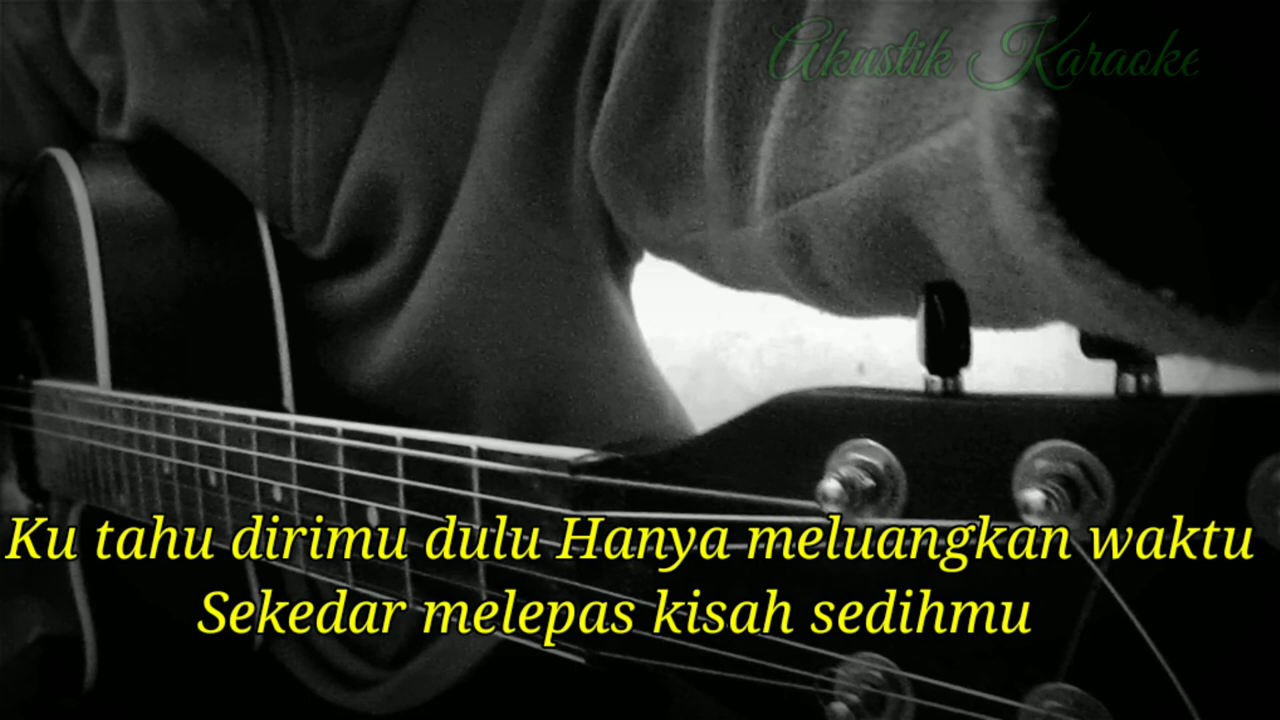 Akustik Karaoke
Ku tahu dirimu dulu Hanya meluangkan waktu
Sekedar melepas kisah sedihmu